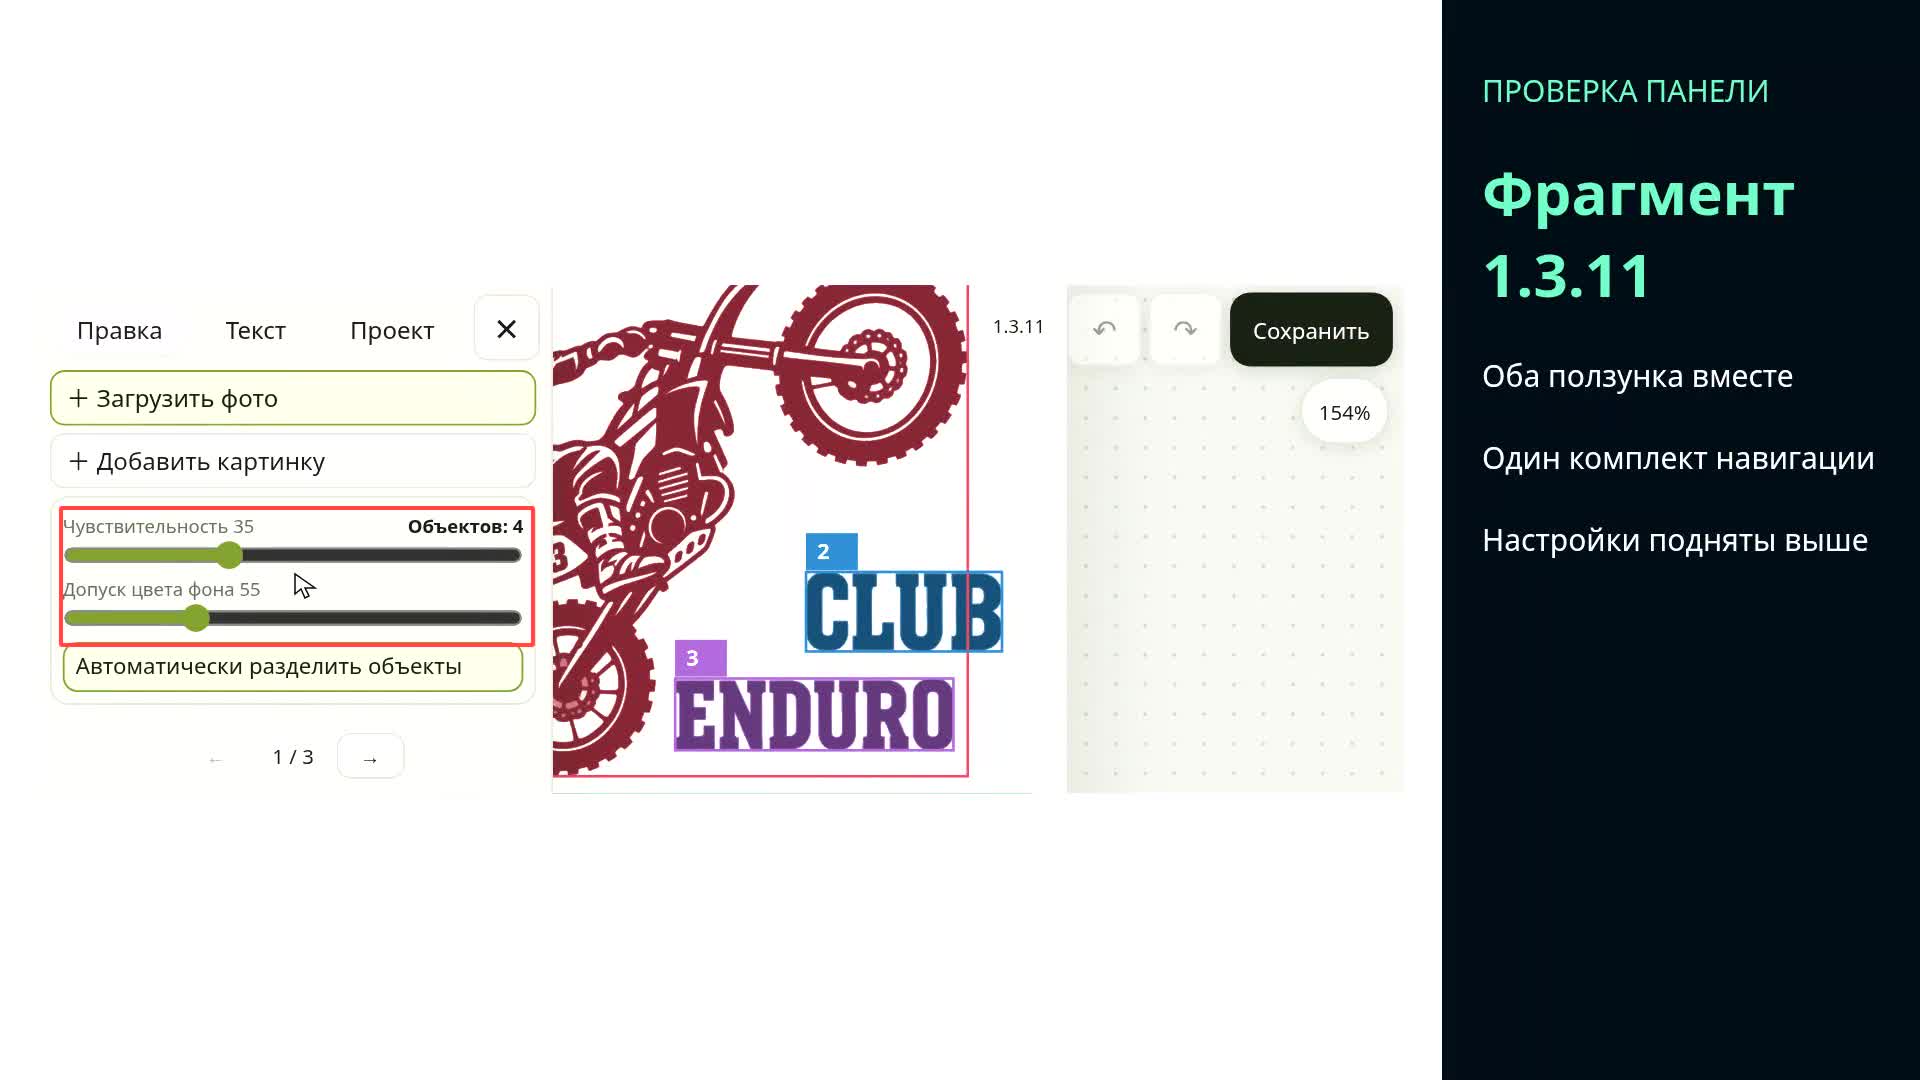 Правка Текст Проект ✕
+ Загрузить фото
+ Добавить картинку
Чувствительность 35 Объектов: 4
Допуск цвета фона 55
Автоматически разделить объекты
← 1 / 3 →
3
2
CLUB
3
ENDURO
1.3.11
↶ ↷ Сохранить
154%
ПРОВЕРКА ПАНЕЛИ
Фрагмент
1.3.11
Оба ползунка вместе
Один комплект навигации
Настройки подняты выше